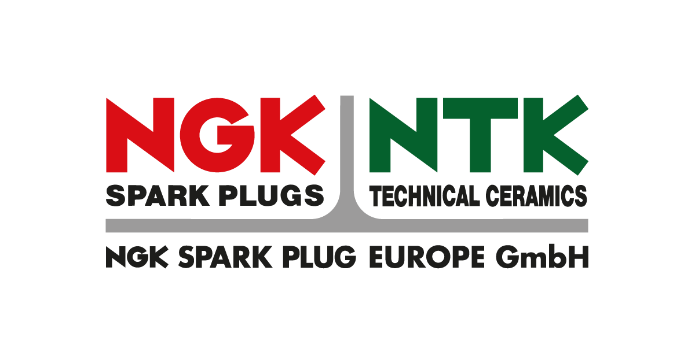 NGK
SPARK PLUGS
NTK
TECHNICAL CERAMICS
NGK SPARK PLUG EUROPE GmbH